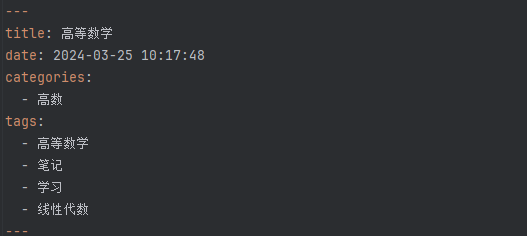 ---
title: 高等数学
date: 2024-03-25 10:17:48
categories:
  - 高数
tags:
  - 高等数学
  - 笔记
  - 学习
  - 线性代数
---